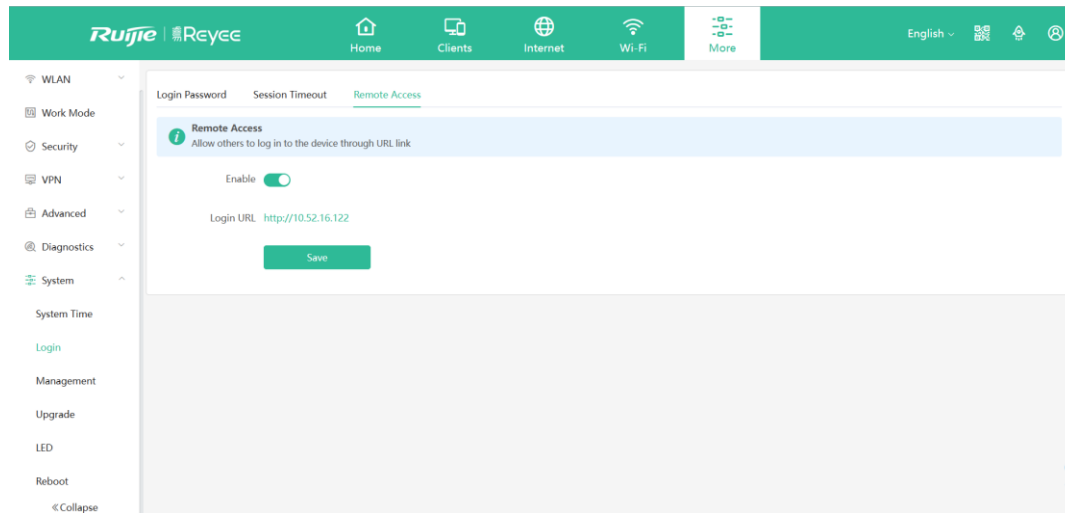 Ruijie Reyee
Home
Clients
Internet
Wi-Fi
More
English
WLAN
Work Mode
Security
VPN
Advanced
Diagnostics
System
System Time
Login
Management
Upgrade
LED
Reboot
«Collapse
Login Password Session Timeout Remote Access
Remote Access
Allow others to log in to the device through URL link
Enable
Login URL http://10.52.16.122
Save